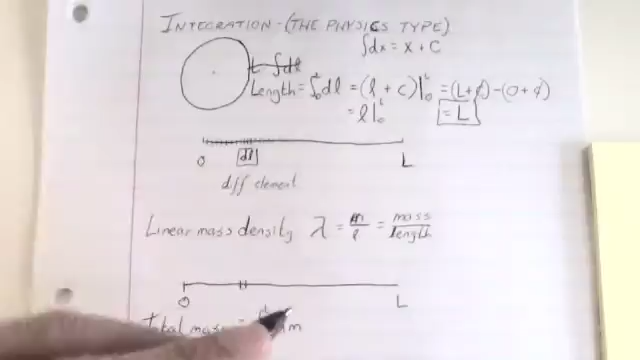 INTEGRATION - (THE PHYSICS TYPE)
∫dx = x + c
L = ∫dl
Length = ∫₀ᴸ dl = (l + c)|₀ᴸ = (L+c) - (0+c)
= l|₀ᴸ = L
0 dl L
diff element
Linear mass density λ = m/l = mass/length
0 L
Total mass = ∫ dm